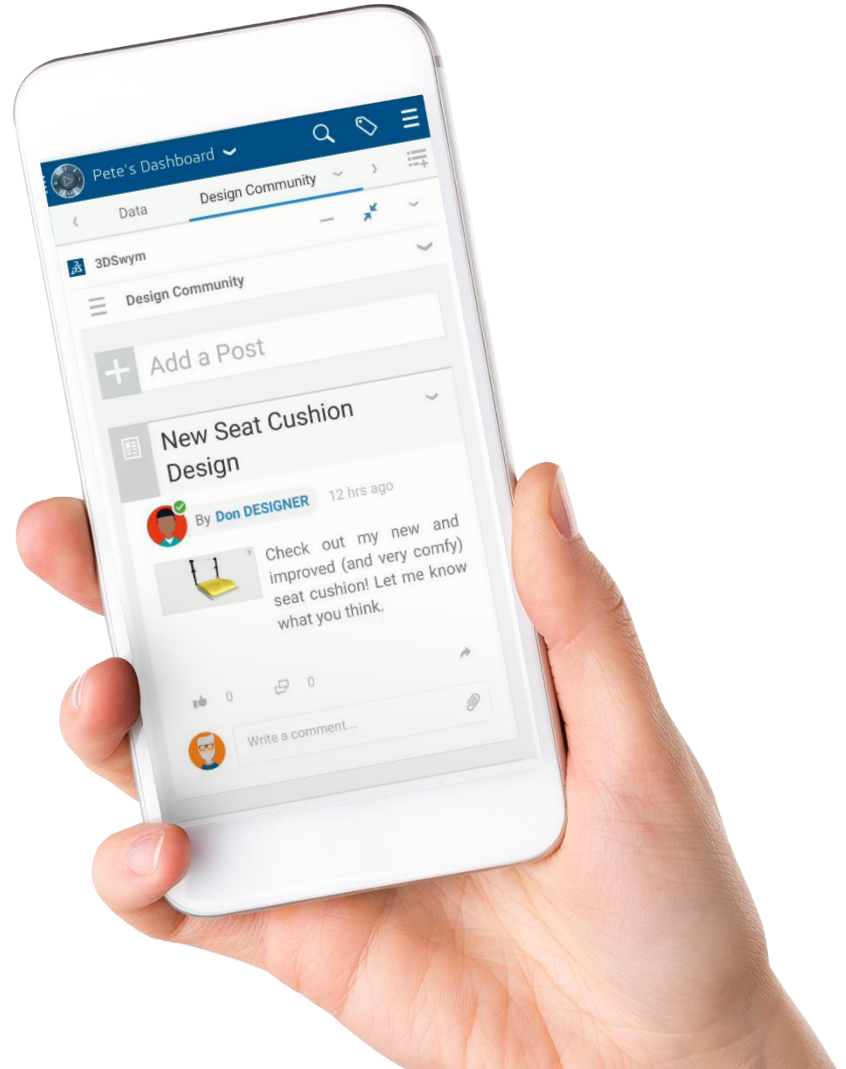 Pete's Dashboard
Data Design Community
3DSwym
Design Community
Add a Post
New Seat Cushion
Design
By Don DESIGNER 12 hrs ago
Check out my new and
improved (and very comfy)
seat cushion! Let me know
what you think.
0 0
Write a comment...